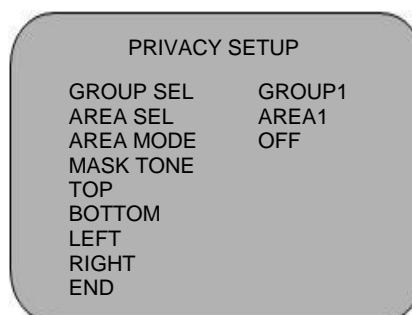 PRIVACY SETUP
GROUP SEL GROUP1
AREA SEL AREA1
AREA MODE OFF
MASK TONE
TOP
BOTTOM
LEFT
RIGHT
END